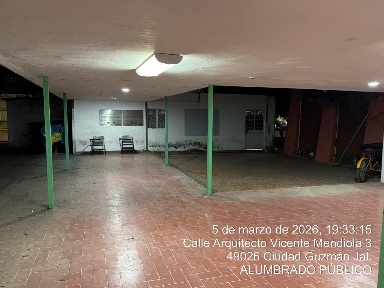 5 de marzo de 2026, 19:33:15
Calle Arquitecto Vicente Mendiola 3
49026 Ciudad Guzmán Jal.
ALUMBRADO PÚBLICO